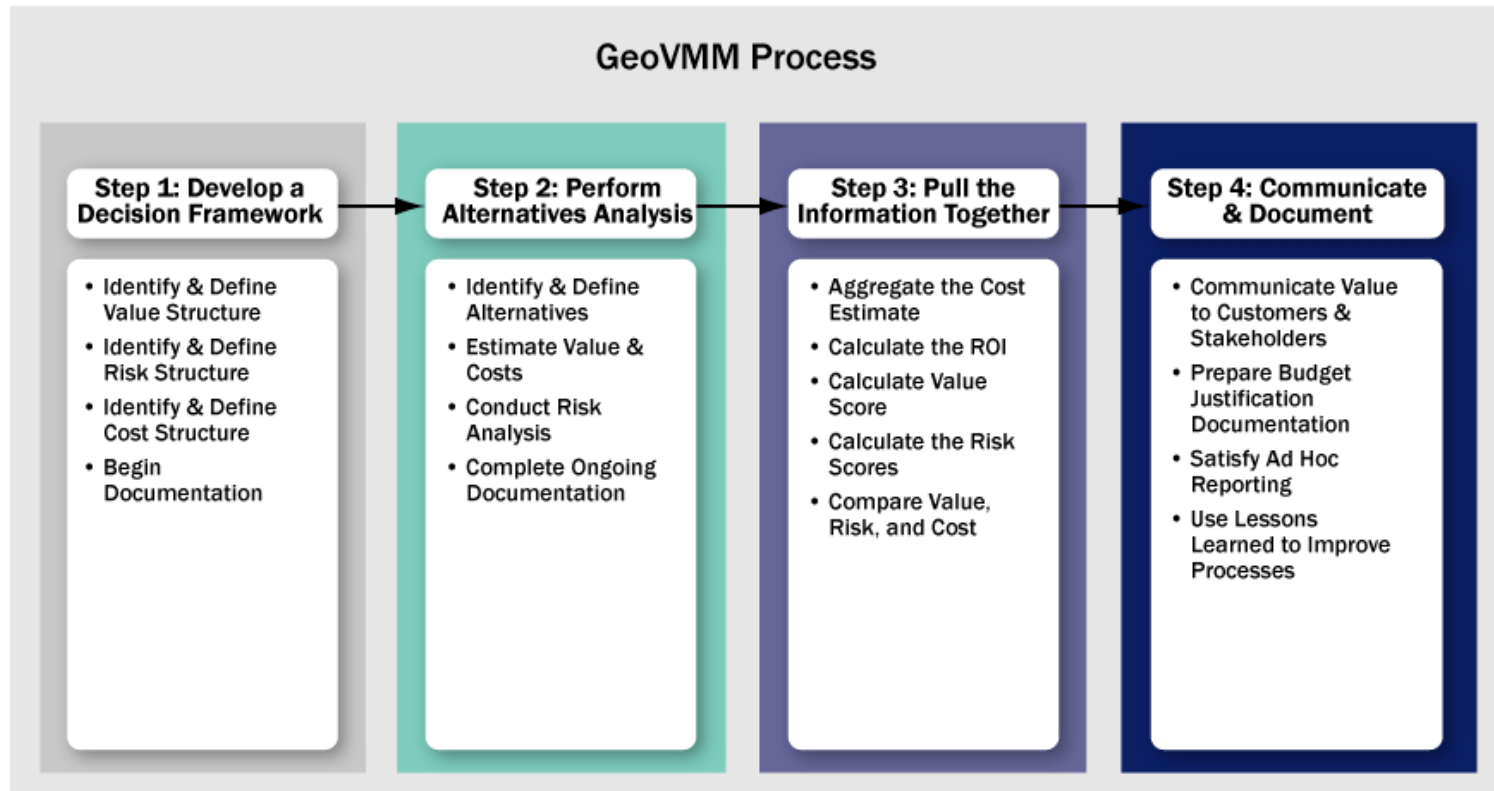 GeoVMM Process
Step 1: Develop a
Decision Framework
• Identify & Define
Value Structure
• Identify & Define
Risk Structure
• Identify & Define
Cost Structure
• Begin
Documentation
Step 2: Perform
Alternatives Analysis
• Identify & Define
Alternatives
• Estimate Value &
Costs
• Conduct Risk
Analysis
• Complete Ongoing
Documentation
Step 3: Pull the
Information Together
• Aggregate the Cost
Estimate
• Calculate the ROI
• Calculate Value
Score
• Calculate the Risk
Scores
• Compare Value,
Risk, and Cost
Step 4: Communicate
& Document
• Communicate Value
to Customers &
Stakeholders
• Prepare Budget
Justification
Documentation
• Satisfy Ad Hoc
Reporting
• Use Lessons
Learned to Improve
Processes